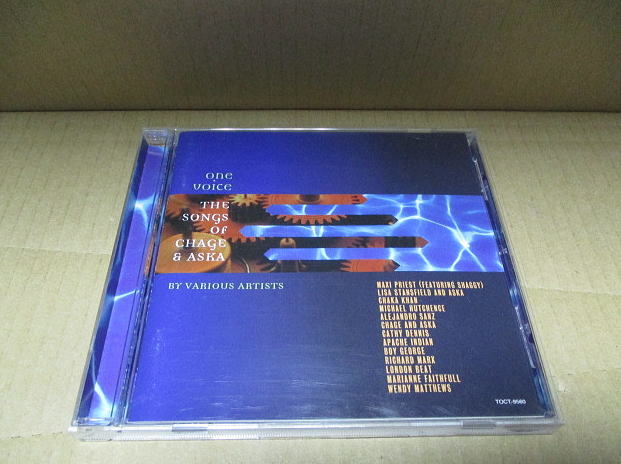 one
voice
THE
SONGS
OF
CHAGE
& ASKA
BY VARIOUS ARTISTS
MAXI PRIEST (FEATURING SHAGGY)
LISA STANSFIELD AND ASKA
CHAKA KHAN
MICHAEL HUTCHENCE
ALEJANDRO SANZ
CHAGE AND ASKA
CATHY DENNIS
APACHE INDIAN
BOY GEORGE
RICHARD MARX
LONDON BEAT
MARIANNE FAITHFULL
WENDY MATTHEWS
TOCT-9560